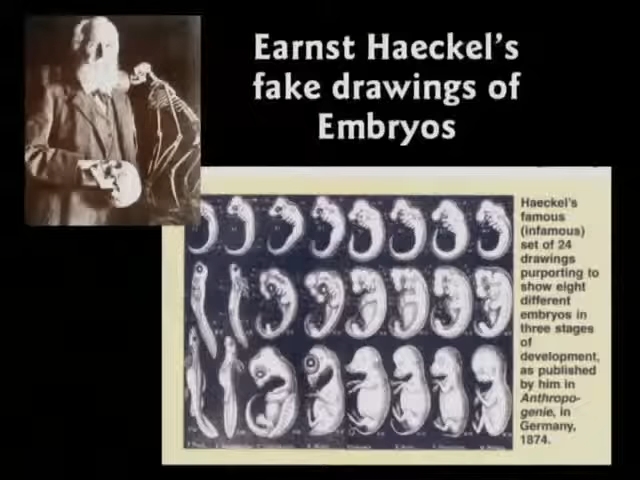 Earnst Haeckel's
fake drawings of
Embryos
Haeckel's
famous
(infamous)
set of 24
drawings
purporting to
show eight
different
embryos in
three stages
of
development,
as published
by him in
Anthropo-
genie, in
Germany,
1874.